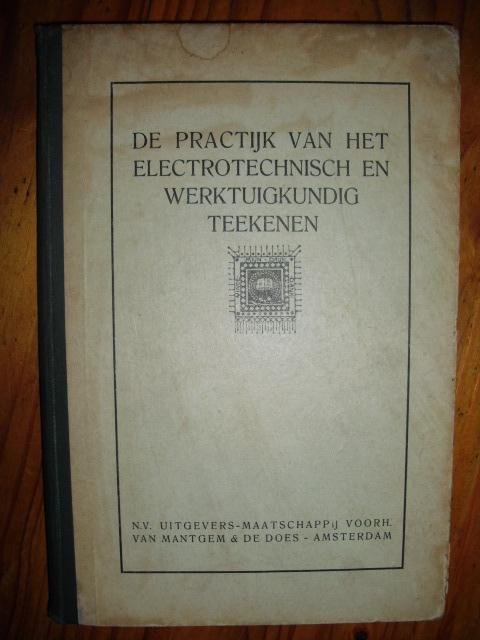 DE PRACTIJK VAN HET
ELECTROTECHNISCH EN
WERKTUIGKUNDIG
TEEKENEN
N.V. UITGEVERS-MAATSCHAPPij VOORH.
VAN MANTGEM & DE DOES - AMSTERDAM